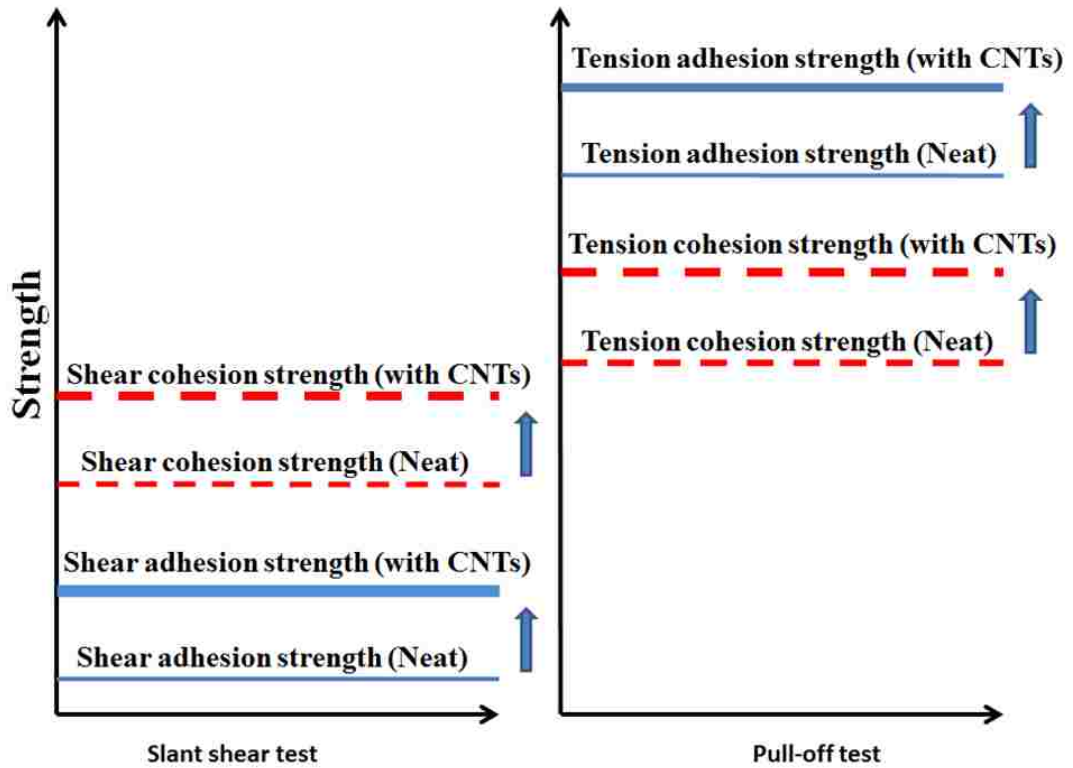 Strength
Shear cohesion strength (with CNTs)
Shear cohesion strength (Neat)
Shear adhesion strength (with CNTs)
Shear adhesion strength (Neat)
Slant shear test
Tension adhesion strength (with CNTs)
Tension adhesion strength (Neat)
Tension cohesion strength (with CNTs)
Tension cohesion strength (Neat)
Pull-off test